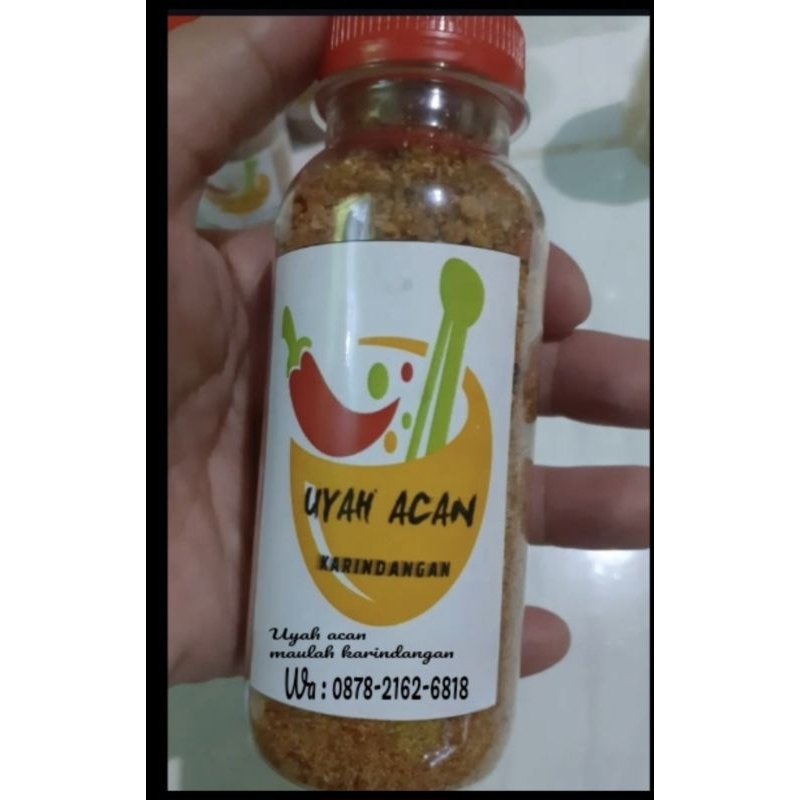 UYAH ACAN
KARINDANGAN
Uyah acan
maulah karindangan
Wa : 0878-2162-6818